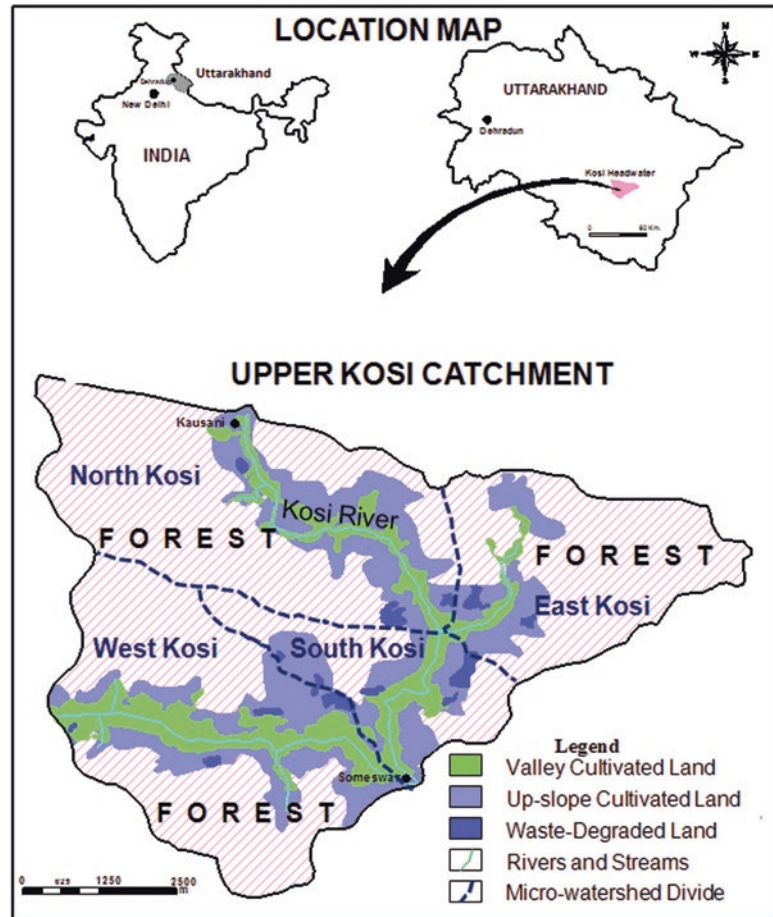 LOCATION MAP
Uttarakhand
Dehradun
New Delhi
INDIA
N
W
E
S
UTTARAKHAND
Dehradun
Kosi Headwater
0 60 Km.
UPPER KOSI CATCHMENT
Kausani
North Kosi
Kosi River
FOREST
FOREST
East Kosi
West Kosi
South Kosi
Someswar
FOREST
Legend
Valley Cultivated Land
Up-slope Cultivated Land
Waste-Degraded Land
Rivers and Streams
Micro-watershed Divide
0 625 1250 2500
m